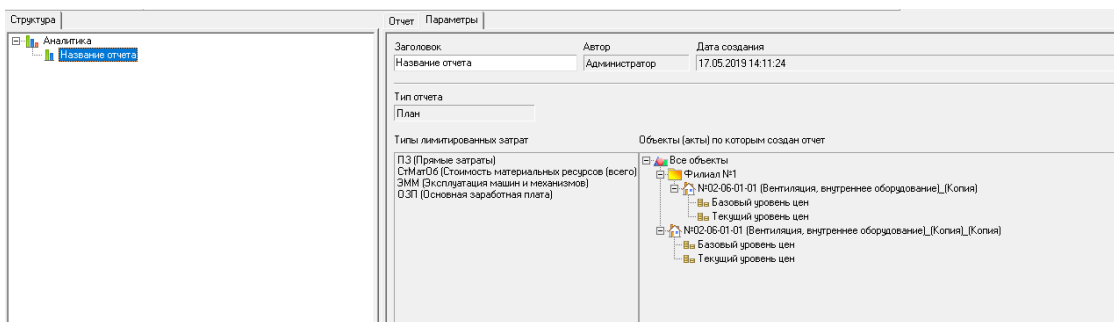 Структура
Аналитика
Название отчета
Отчет Параметры
Заголовок Автор Дата создания
Название отчета Администратор 17.05.2019 14:11:24
Тип отчета
План
Типы лимитированных затрат Объекты (акты) по которым создан отчет
ПЗ (Прямые затраты)
СтМатОб (Стоимость материальных ресурсов (всего)
ЭММ (Эксплуатация машин и механизмов)
ОЗП (Основная заработная плата)
Все объекты
Филиал №1
№02-06-01-01 (Вентиляция, внутреннее оборудование)_(Копия)
Базовый уровень цен
Текущий уровень цен
№02-06-01-01 (Вентиляция, внутреннее оборудование)_(Копия)_(Копия)
Базовый уровень цен
Текущий уровень цен